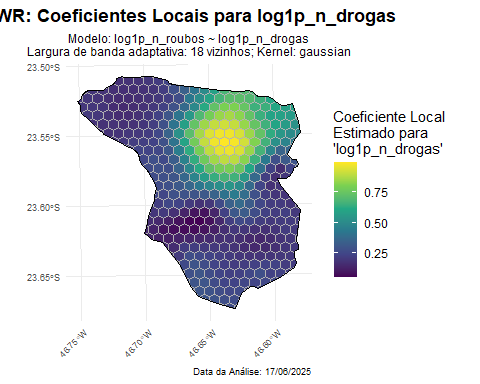 WR: Coeficientes Locais para log1p_n_drogas
Modelo: log1p_n_roubos ~ log1p_n_drogas
Largura de banda adaptativa: 18 vizinhos; Kernel: gaussian
23.50°S
23.55°S
23.60°S
23.65°S
46.75°W
46.70°W
46.65°W
46.60°W
Coeficiente Local
Estimado para
'log1p_n_drogas'
0.75
0.50
0.25
Data da Análise: 17/06/2025